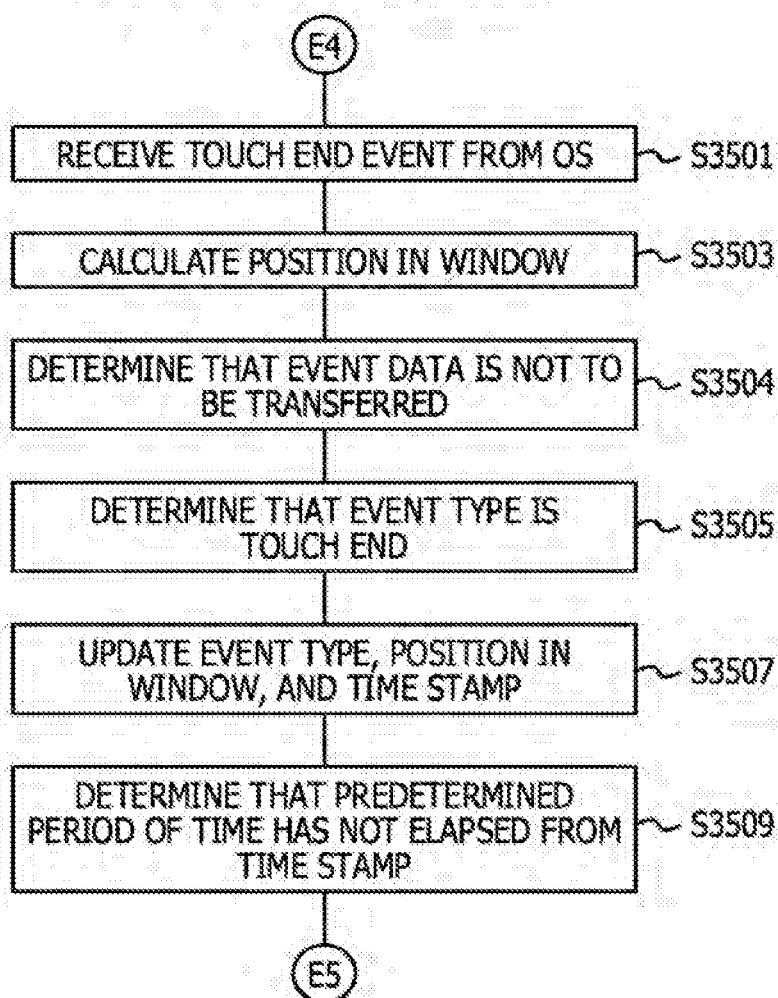 E4
RECEIVE TOUCH END EVENT FROM OS
S3501
CALCULATE POSITION IN WINDOW
S3503
DETERMINE THAT EVENT DATA IS NOT TO
BE TRANSFERRED
S3504
DETERMINE THAT EVENT TYPE IS
TOUCH END
S3505
UPDATE EVENT TYPE, POSITION IN
WINDOW, AND TIME STAMP
S3507
DETERMINE THAT PREDETERMINED
PERIOD OF TIME HAS NOT ELAPSED FROM
TIME STAMP
S3509
E5